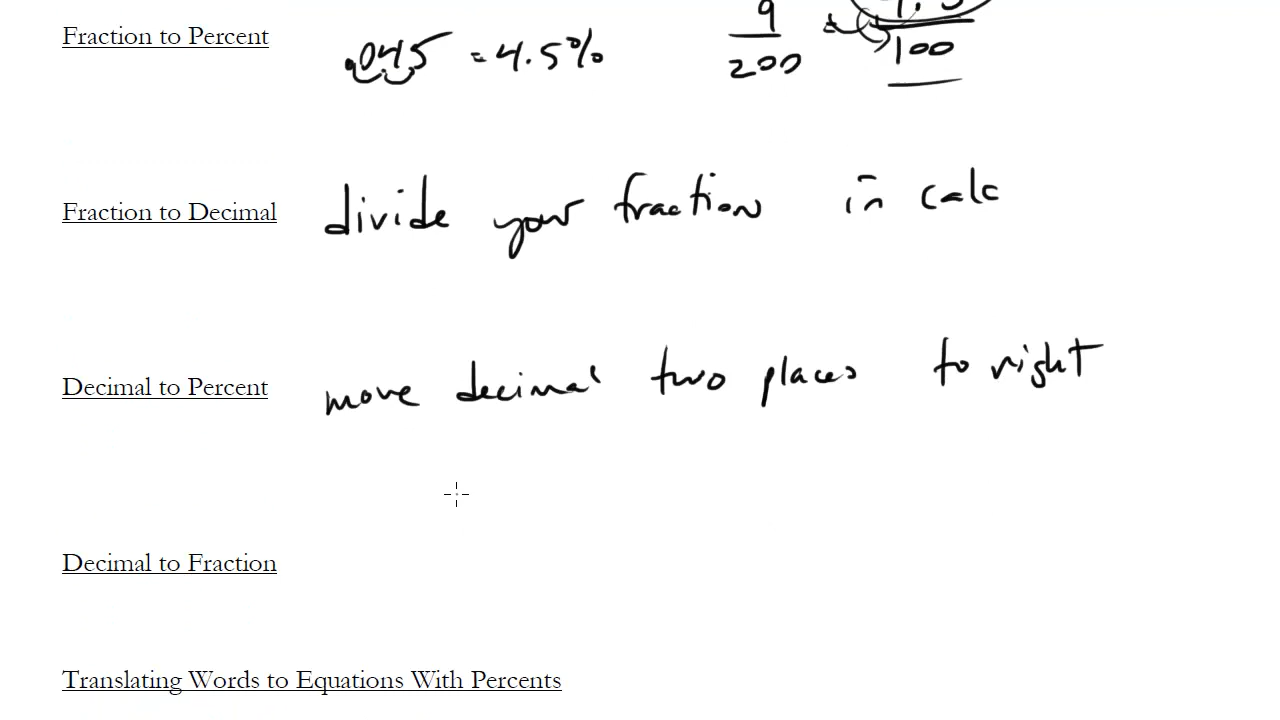 Fraction to Percent .045 = 4.5% 9/200 = /100
Fraction to Decimal divide your fraction in calc
Decimal to Percent move decimal two places to right
Decimal to Fraction
Translating Words to Equations With Percents